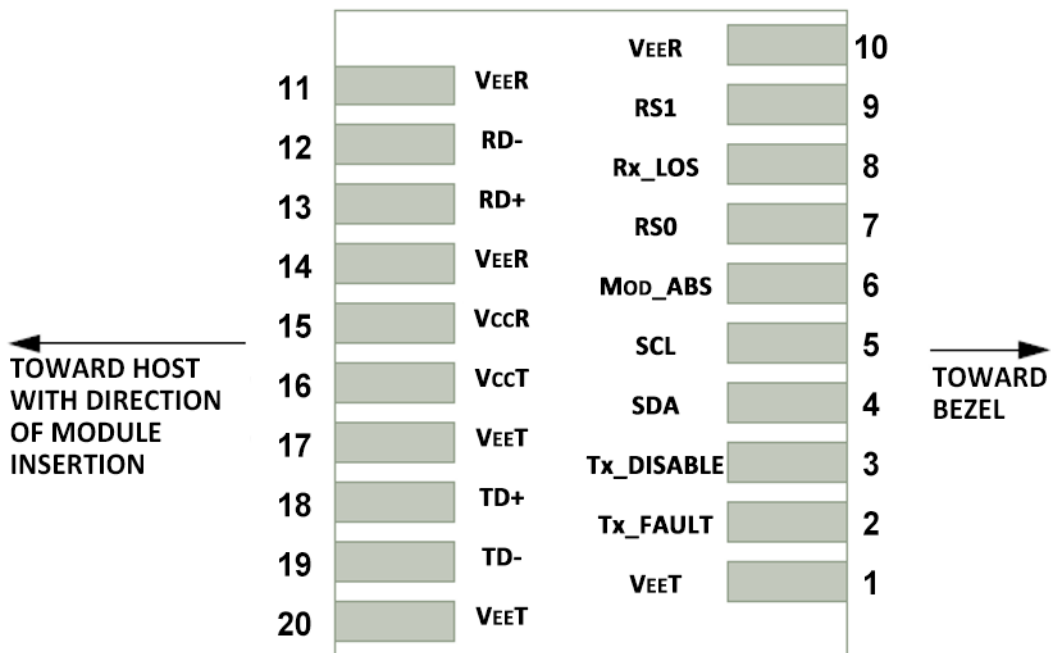 VEER 10
11 VEER
RS1 9
12 RD-
Rx_LOS 8
13 RD+
RS0 7
14 VEER
MOD_ABS 6
15 VCCR
SCL 5
16 VCCT
SDA 4
17 VEET
Tx_DISABLE 3
18 TD+
Tx_FAULT 2
19 TD-
VEET 1
20 VEET
TOWARD HOST
WITH DIRECTION
OF MODULE
INSERTION
TOWARD
BEZEL